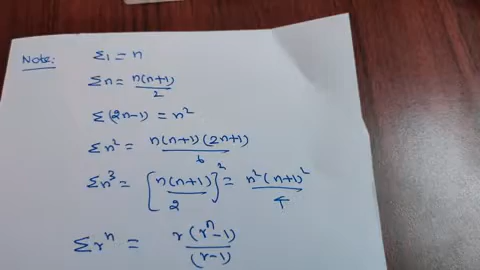 Note: Σ1 = n
Σn = n(n+1)/2
Σ(2n-1) = n²
Σn² = n(n+1)(2n+1)/6
Σn³ = [n(n+1)/2]² = n²(n+1)²/4
Σrⁿ = r(rⁿ-1)/(r-1)